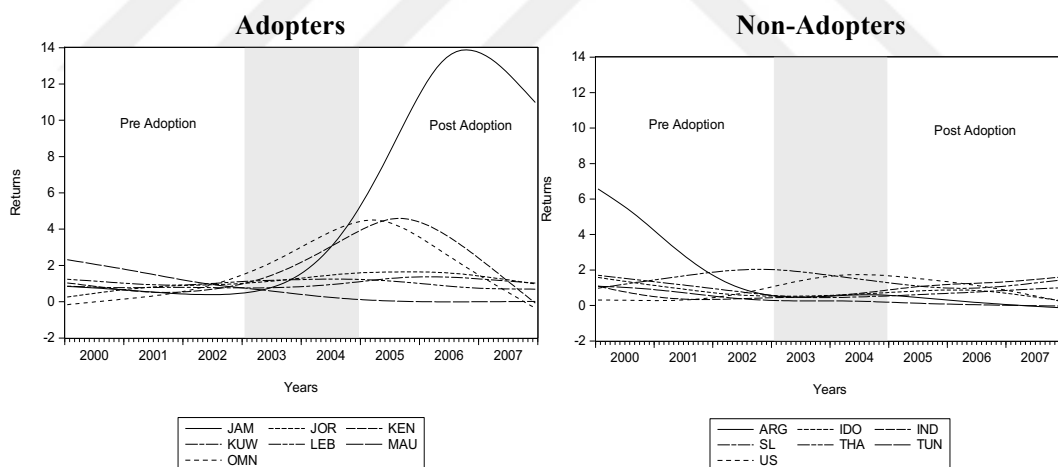 Adopters
14
12
10
8
6
4
2
0
-2
Returns
Pre Adoption
Post Adoption
2000 2001 2002 2003 2004 2005 2006 2007
Years
JAM JOR KEN
KUW LEB MAU
OMN
Non-Adopters
14
12
10
8
6
4
2
0
-2
Returns
Pre Adoption
Post Adoption
2000 2001 2002 2003 2004 2005 2006 2007
Years
ARG IDO IND
SL THA TUN
US